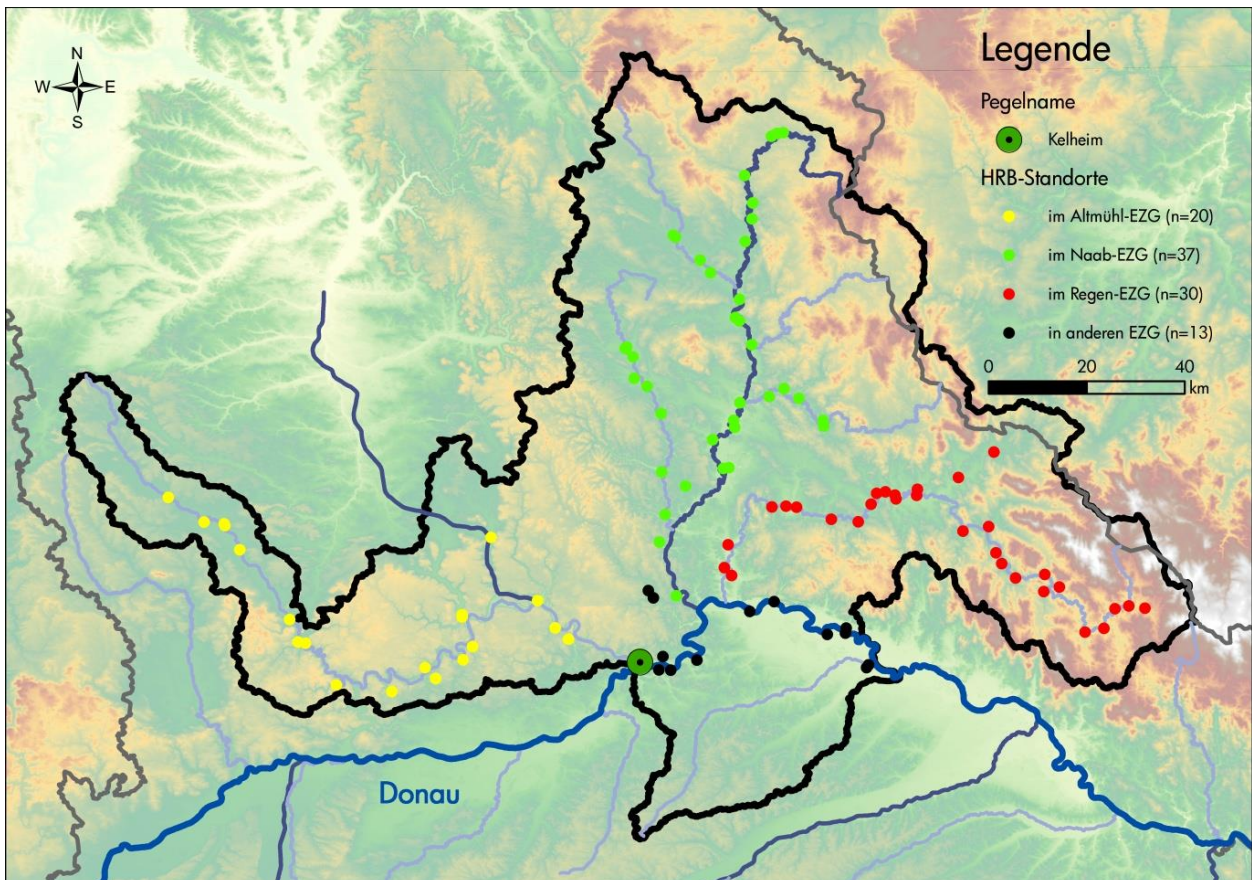 N
W E
S
Legende
Pegelname
Kelheim
HRB-Standorte
im Altmühl-EZG (n=20)
im Naab-EZG (n=37)
im Regen-EZG (n=30)
in anderen EZG (n=13)
0 20 40
km
Donau